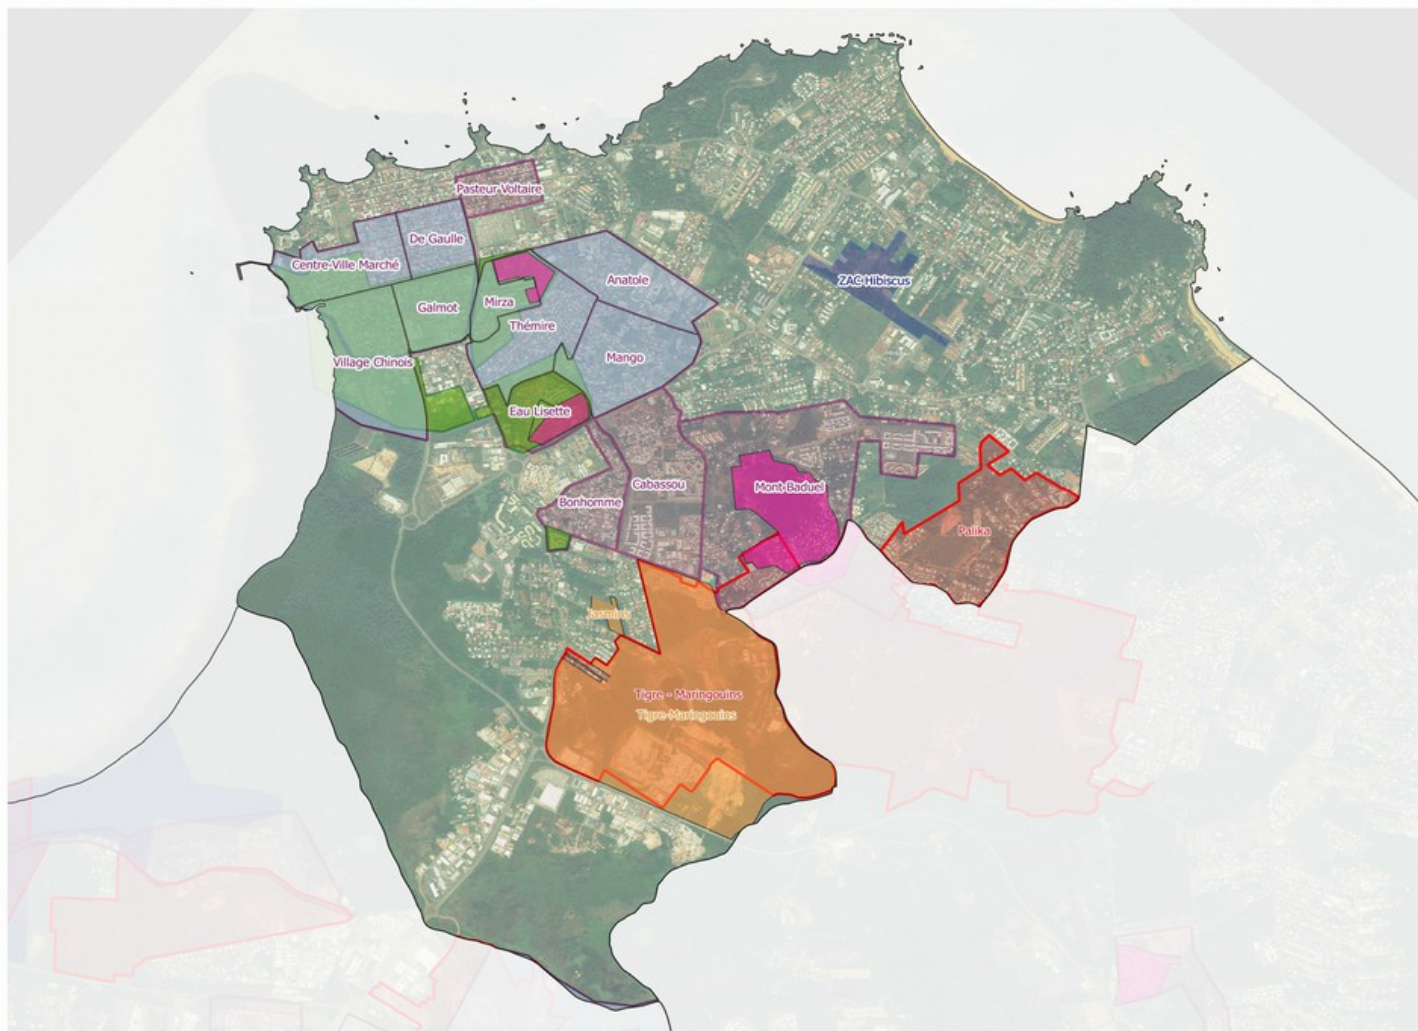 Pasteur Voltaire
De Gaulle
Centre-Ville Marché
Anatole
ZAC Hibiscus
Mirza
Galmot
Thémire
Mango
Village Chinois
Eau Lisette
Cabassou
Mont Baduel
Bonhomme
Palika
Jasmins
Tigre - Maringouins
Tigre-Maringouins